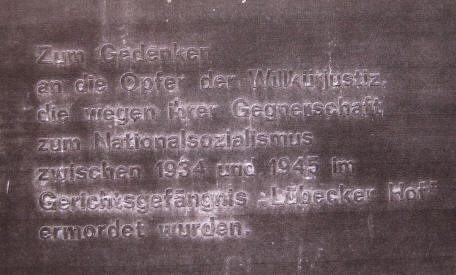 Zum Gedenken
an die Opfer der Willkürjustiz,
die wegen ihrer Gegnerschaft
zum Nationalsozialismus
zwischen 1934 und 1945 im
Gerichtsgefängnis „Lübecker Hof“
ermordet wurden.